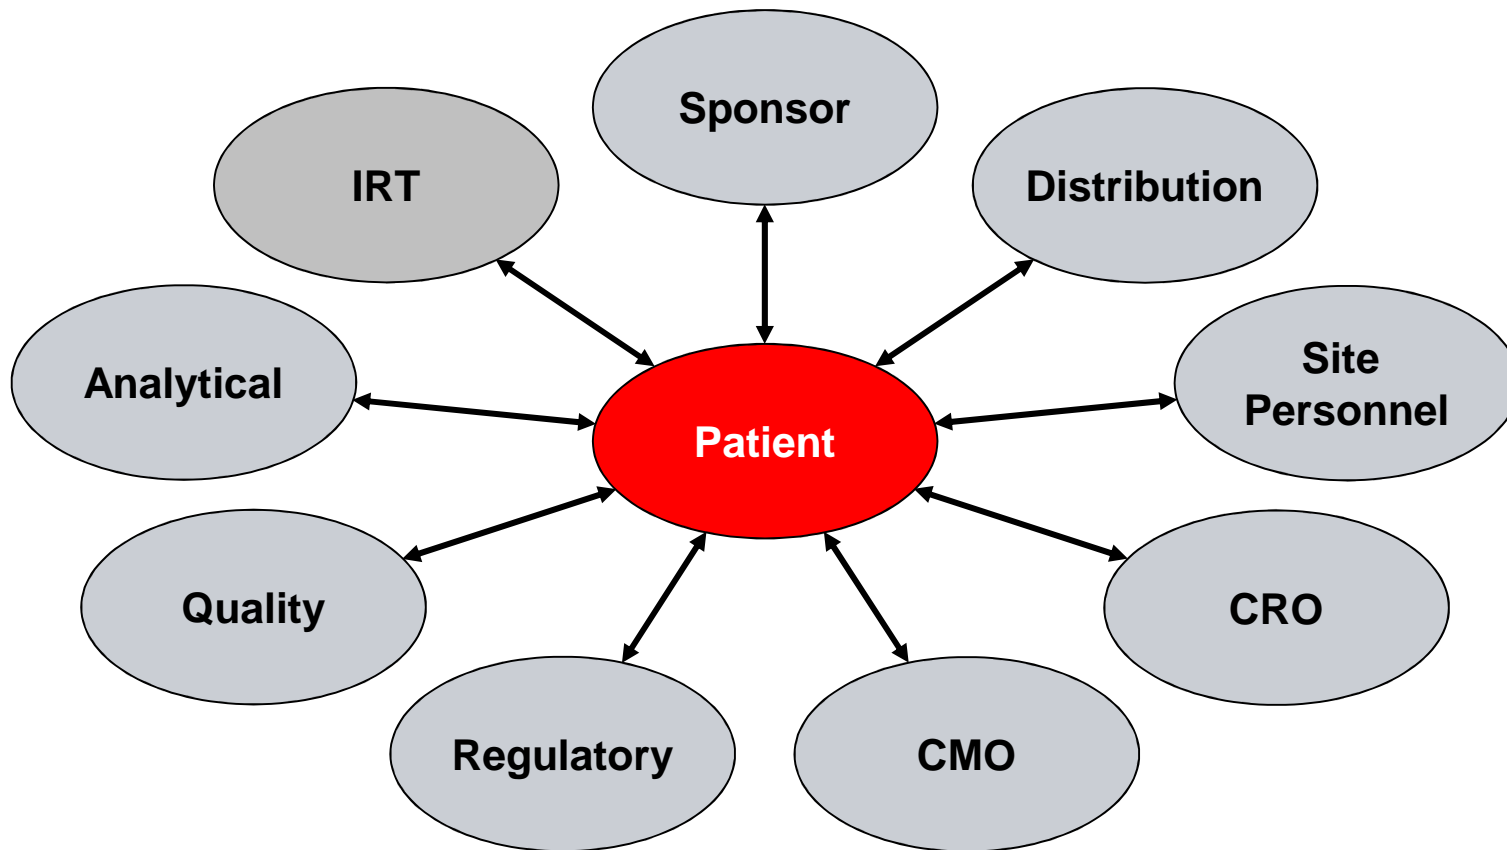 Sponsor
IRT
Distribution
Site
Personnel
Analytical
Patient
Quality
CRO
Regulatory
CMO